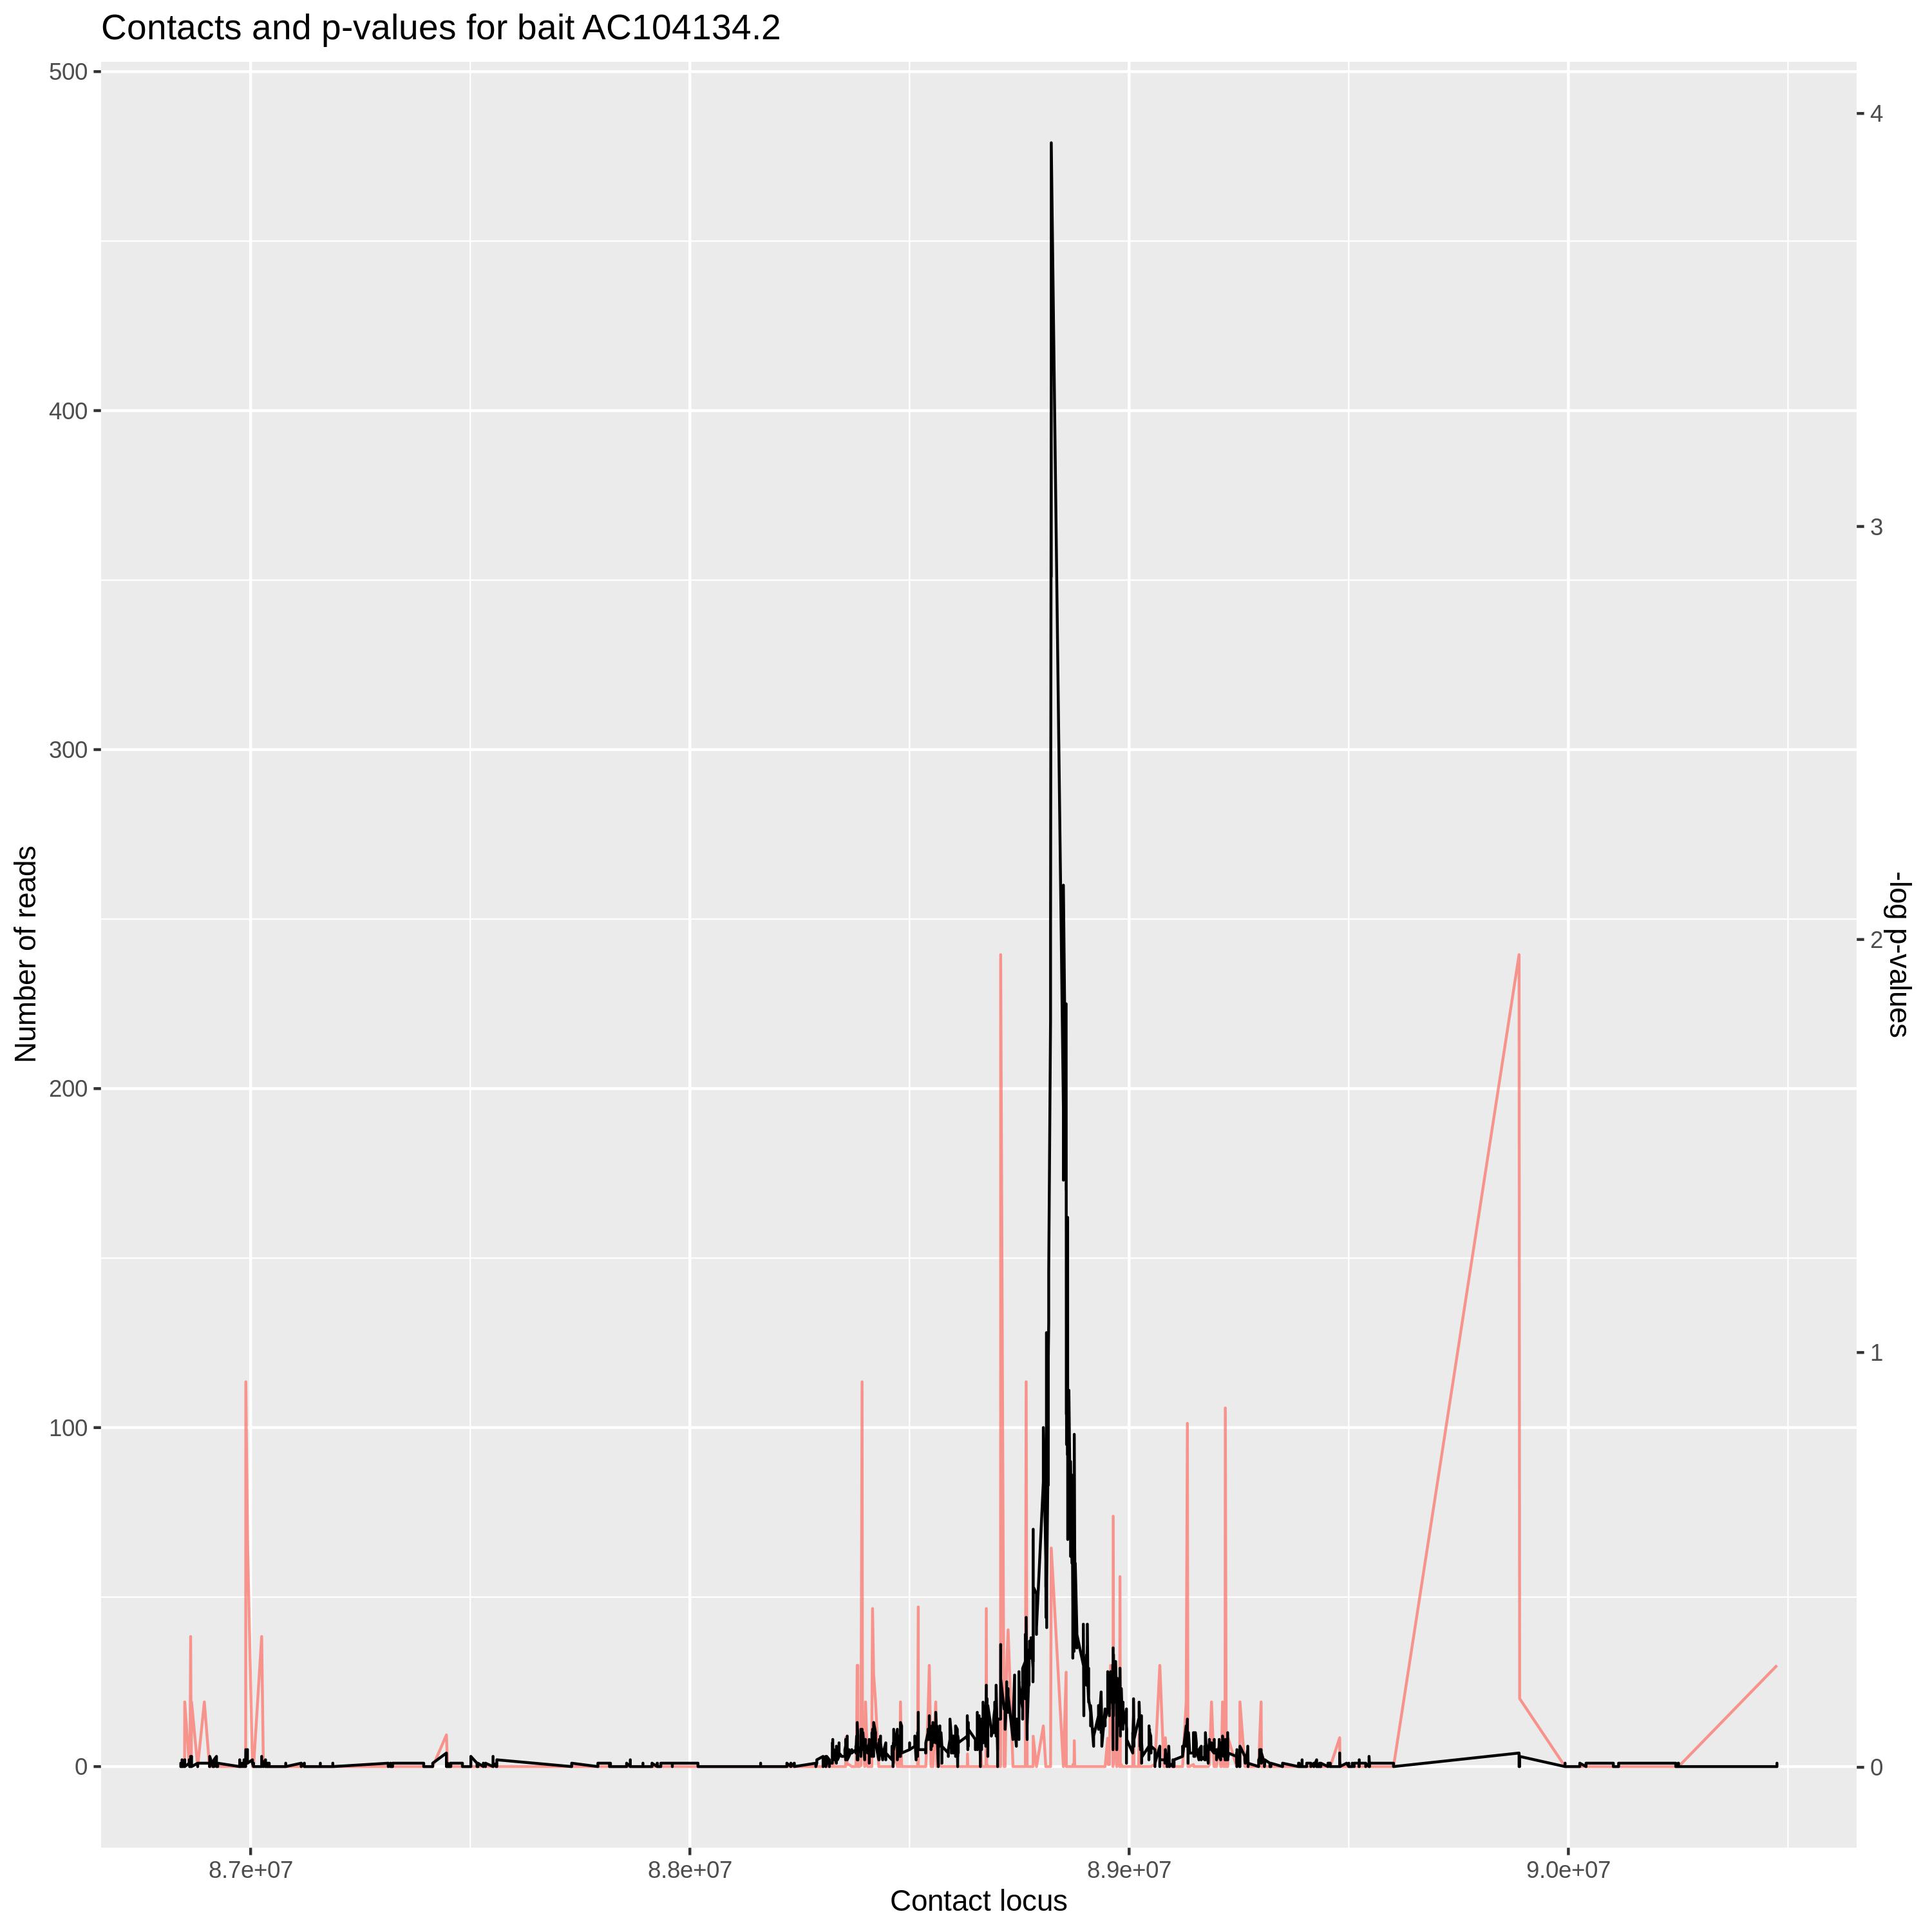 Contacts and p-values for bait AC104134.2
500
400
300
200
100
0
Number of reads
4
3
2
1
0
-log p-values
8.7e+07
8.8e+07
8.9e+07
9.0e+07
Contact locus